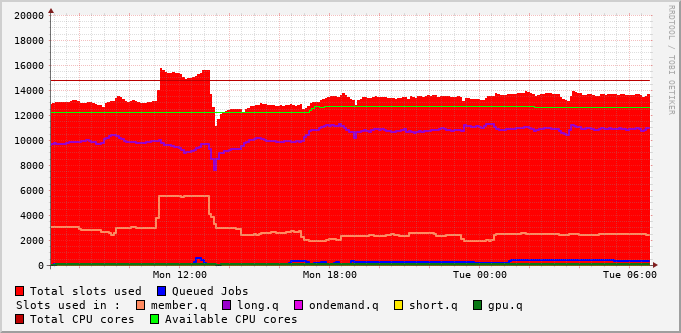 20000
18000
16000
14000
12000
10000
8000
6000
4000
2000
0
Mon 12:00 Mon 18:00 Tue 00:00 Tue 06:00
Total slots used Queued Jobs
Slots used in : member.q long.q ondemand.q short.q gpu.q
Total CPU cores Available CPU cores
RRDTOOL / TOBI OETIKER